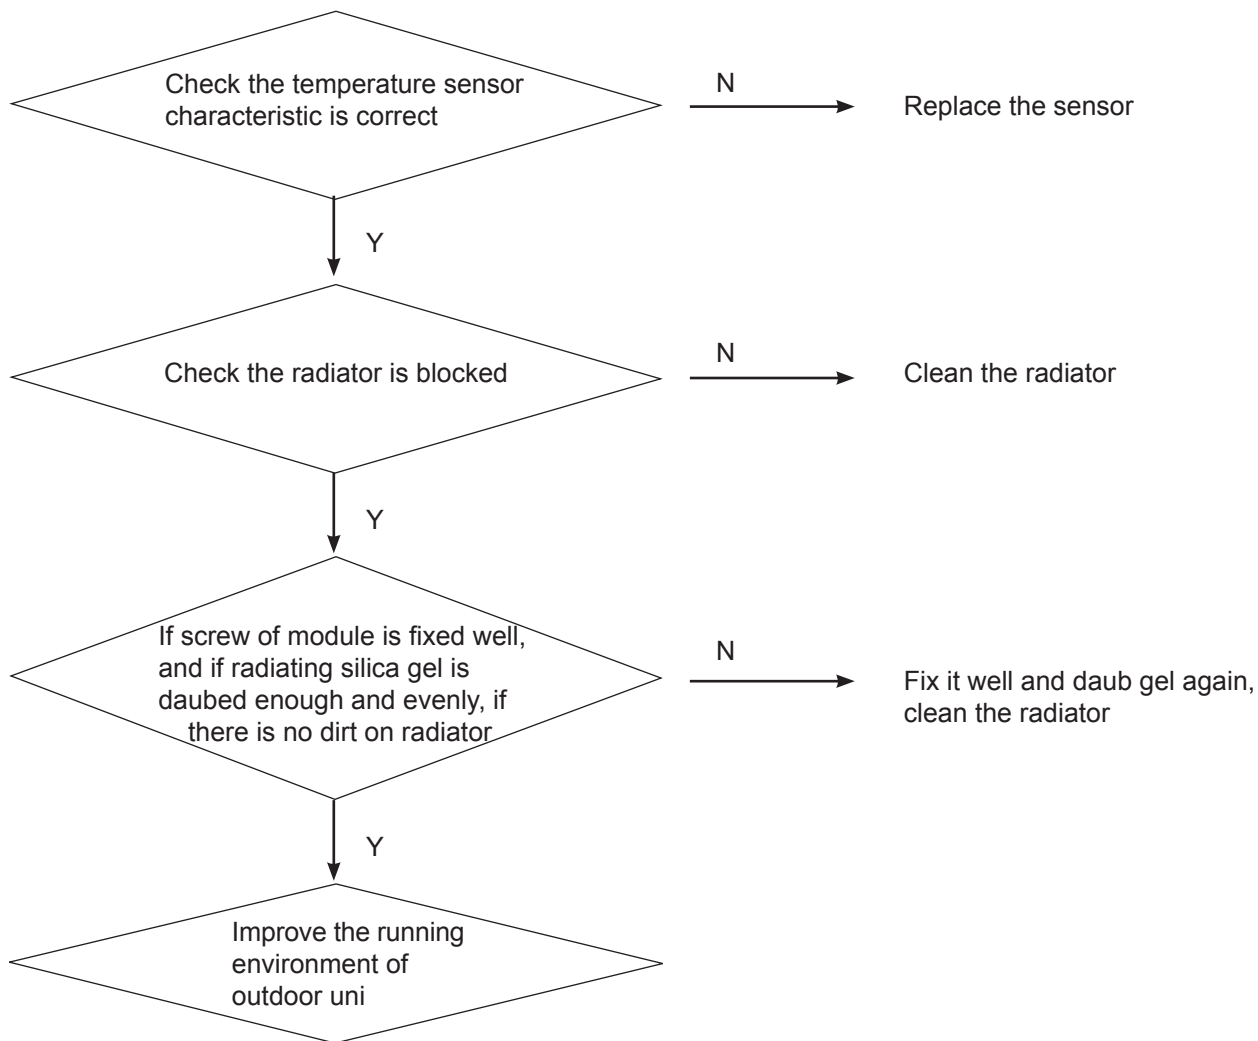 Check the temperature sensor
characteristic is correct
N
Replace the sensor
Y
Check the radiator is blocked
N
Clean the radiator
Y
If screw of module is fixed well,
and if radiating silica gel is
daubed enough and evenly, if
there is no dirt on radiator
N
Fix it well and daub gel again,
clean the radiator
Y
Improve the running
environment of
outdoor uni